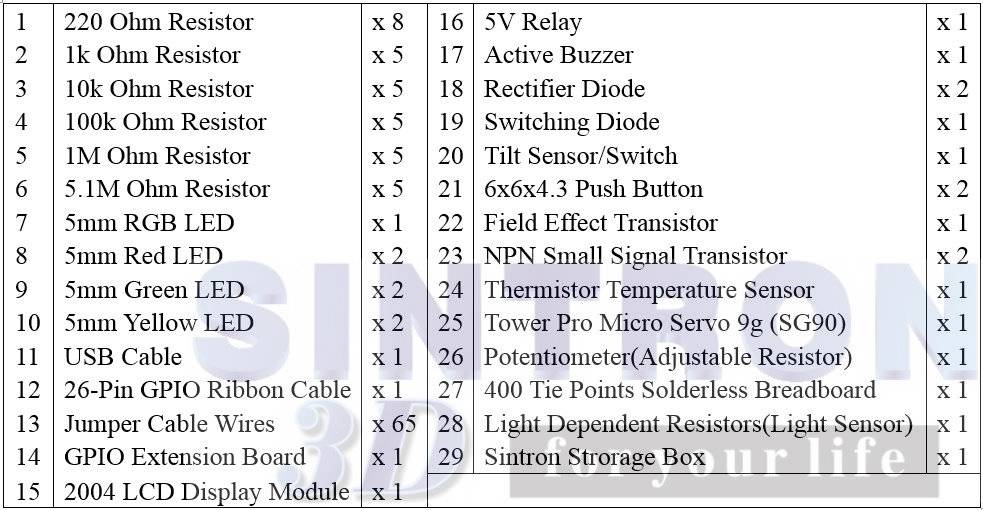 1 220 Ohm Resistor x 8
2 1k Ohm Resistor x 5
3 10k Ohm Resistor x 5
4 100k Ohm Resistor x 5
5 1M Ohm Resistor x 5
6 5.1M Ohm Resistor x 5
7 5mm RGB LED x 1
8 5mm Red LED x 2
9 5mm Green LED x 2
10 5mm Yellow LED x 2
11 USB Cable x 1
12 26-Pin GPIO Ribbon Cable x 1
13 Jumper Cable Wires x 65
14 GPIO Extension Board x 1
15 2004 LCD Display Module x 1
16 5V Relay x 1
17 Active Buzzer x 1
18 Rectifier Diode x 2
19 Switching Diode x 1
20 Tilt Sensor/Switch x 1
21 6x6x4.3 Push Button x 2
22 Field Effect Transistor x 1
23 NPN Small Signal Transistor x 2
24 Thermistor Temperature Sensor x 1
25 Tower Pro Micro Servo 9g (SG90) x 1
26 Potentiometer(Adjustable Resistor) x 1
27 400 Tie Points Solderless Breadboard x 1
28 Light Dependent Resistors(Light Sensor) x 1
29 Sintron Strorage Box x 1
SINTRON
3D for your life